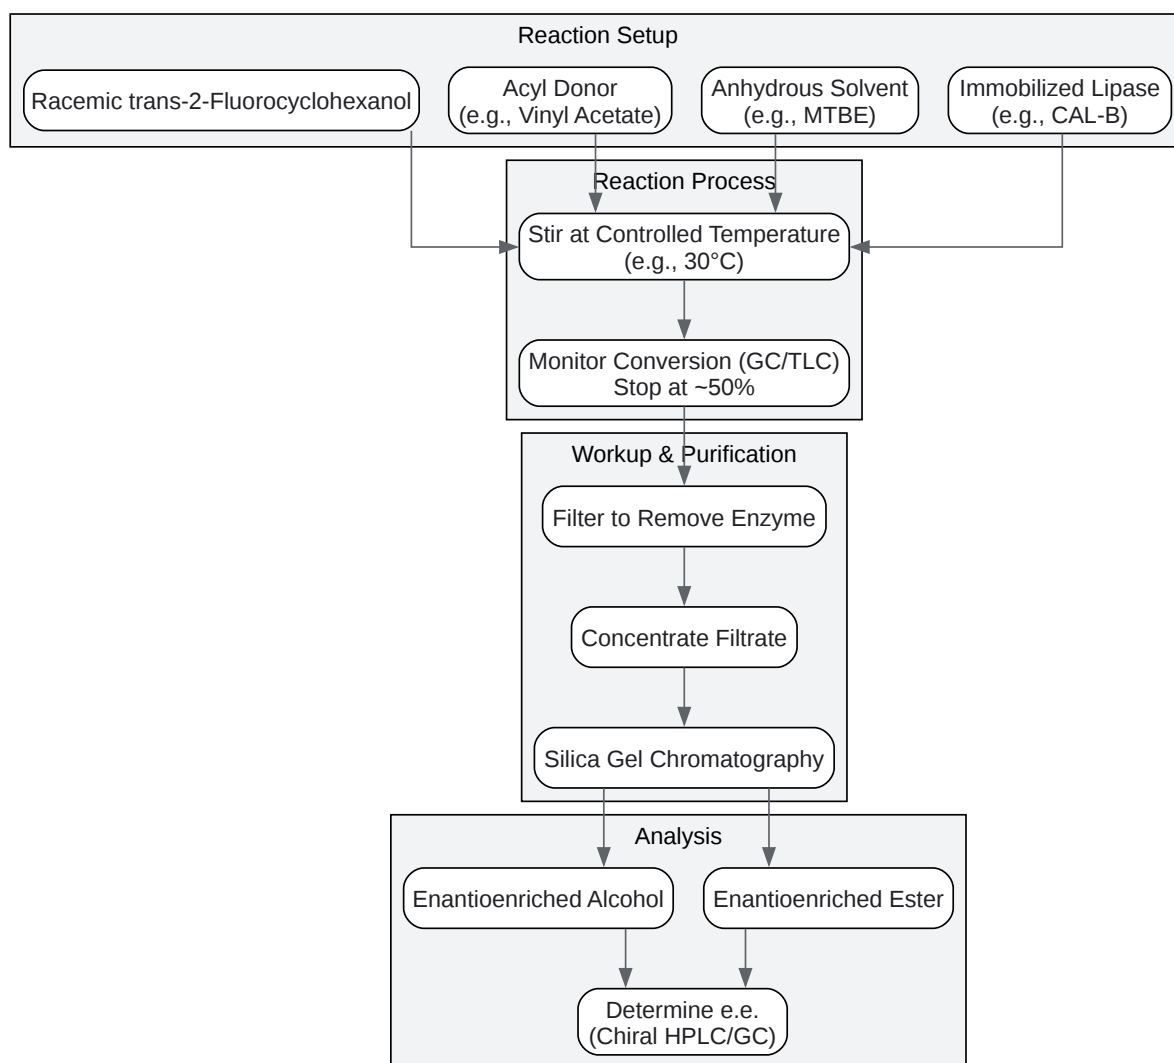 Reaction Setup
Racemic trans-2-Fluorocyclohexanol
Acyl Donor
(e.g., Vinyl Acetate)
Anhydrous Solvent
(e.g., MTBE)
Immobilized Lipase
(e.g., CAL-B)
Reaction Process
Stir at Controlled Temperature
(e.g., 30°C)
Monitor Conversion (GC/TLC)
Stop at ~50%
Workup & Purification
Filter to Remove Enzyme
Concentrate Filtrate
Silica Gel Chromatography
Analysis
Enantioenriched Alcohol
Enantioenriched Ester
Determine e.e.
(Chiral HPLC/GC)